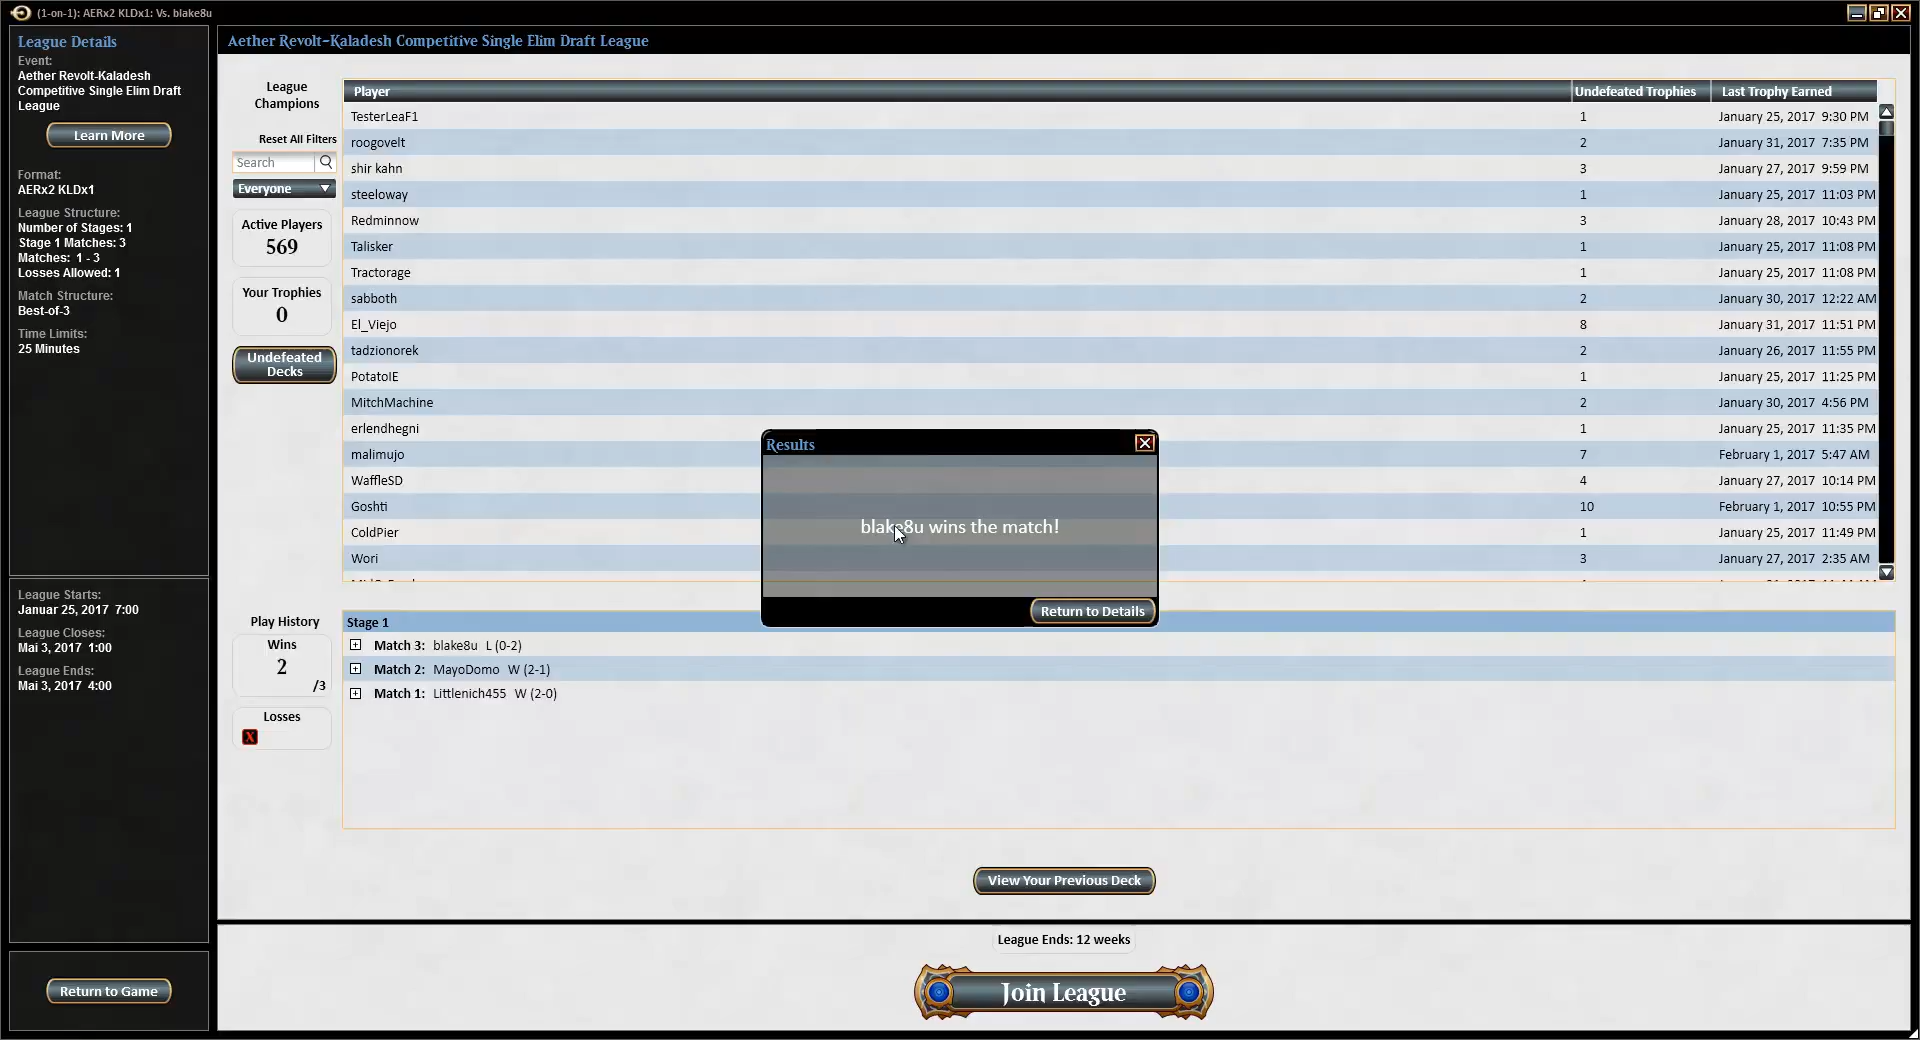 (1-on-1): AERx2 KLDx1: Vs. blake8u
League Details
Event:
Aether Revolt-Kaladesh
Competitive Single Elim Draft
League
Learn More
Format:
AERx2 KLDx1
League Structure:
Number of Stages: 1
Stage 1 Matches: 3
Matches: 1 - 3
Losses Allowed: 1
Match Structure:
Best-of-3
Time Limits:
25 Minutes
League Starts:
Januar 25, 2017 7:00
League Closes:
Mai 3, 2017 1:00
League Ends:
Mai 3, 2017 4:00
Return to Game
Aether Revolt-Kaladesh Competitive Single Elim Draft League
League
Champions
Reset All Filters
Search
Everyone
Active Players
569
Your Trophies
0
Undefeated
Decks
Player Undefeated Trophies Last Trophy Earned
TesterLeaF1 1 January 25, 2017 9:30 PM
roogovelt 2 January 31, 2017 7:35 PM
shir kahn 3 January 27, 2017 9:59 PM
steeloway 1 January 25, 2017 11:03 PM
Redminnow 3 January 28, 2017 10:43 PM
Talisker 1 January 25, 2017 11:08 PM
Tractorage 1 January 25, 2017 11:08 PM
sabboth 2 January 30, 2017 12:22 AM
El_Viejo 8 January 31, 2017 11:51 PM
tadzionorek 2 January 26, 2017 11:55 PM
PotatoIE 1 January 25, 2017 11:25 PM
MitchMachine 2 January 30, 2017 4:56 PM
erlendhegni 1 January 25, 2017 11:35 PM
malimujo 7 February 1, 2017 5:47 AM
WaffleSD 4 January 27, 2017 10:14 PM
Goshti 10 February 1, 2017 10:55 PM
ColdPier 1 January 25, 2017 11:49 PM
Wori 3 January 27, 2017 2:35 AM
Results
blake8u wins the match!
Return to Details
Play History
Wins
2
/3
Losses
X
Stage 1
Match 3: blake8u L (0-2)
Match 2: MayoDomo W (2-1)
Match 1: Littlenich455 W (2-0)
View Your Previous Deck
League Ends: 12 weeks
Join League